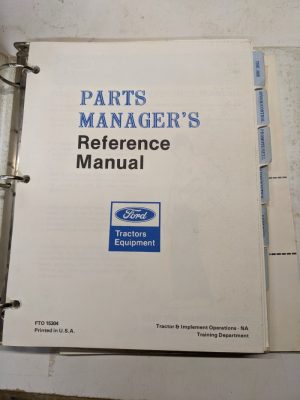 PARTS
MANAGER'S
Reference
Manual
Ford
Tractors
Equipment
FTO 15304
Printed in U.S.A.
Tractor & Implement Operations - NA
Training Department